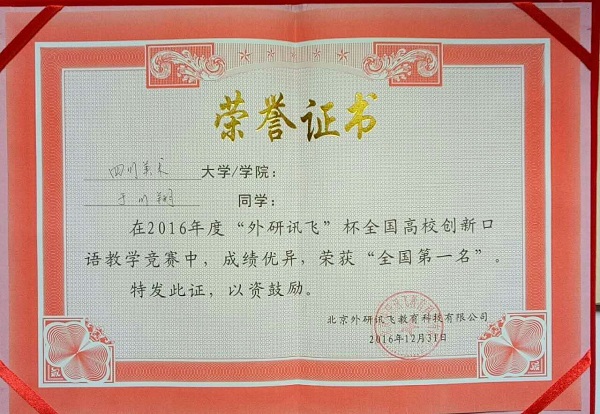 荣誉证书
四川美术大学/学院：
于川翔同学：
在2016年度“外研讯飞”杯全国高校创新口
语教学竞赛中，成绩优异，荣获“全国第一名”。
特发此证，以资鼓励。
北京外研讯飞教育科技有限公司
2016年12月31日